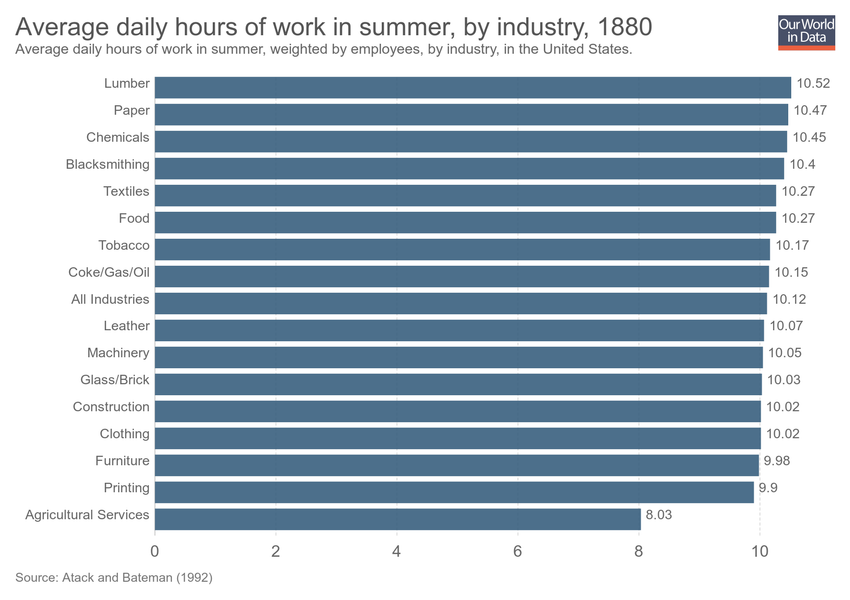 Average daily hours of work in summer, by industry, 1880
Average daily hours of work in summer, weighted by employees, by industry, in the United States.
Our World
in Data
Lumber 10.52
Paper 10.47
Chemicals 10.45
Blacksmithing 10.4
Textiles 10.27
Food 10.27
Tobacco 10.17
Coke/Gas/Oil 10.15
All Industries 10.12
Leather 10.07
Machinery 10.05
Glass/Brick 10.03
Construction 10.02
Clothing 10.02
Furniture 9.98
Printing 9.9
Agricultural Services 8.03
0 2 4 6 8 10
Source: Atack and Bateman (1992)